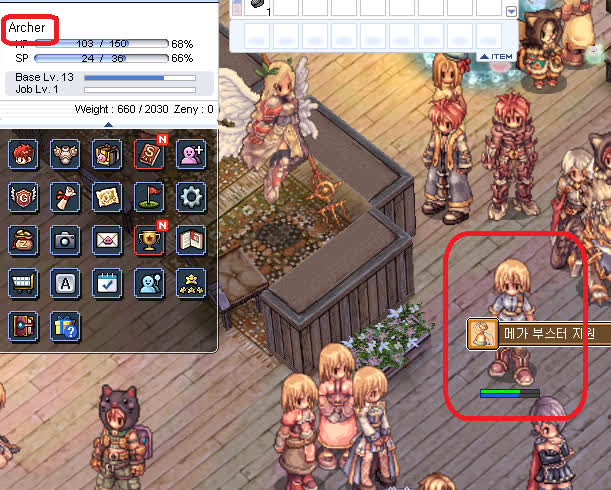 1
Archer
HP 103 / 150 68%
SP 24 / 36 66%
ITEM
Base Lv. 13
Job Lv. 1
Weight : 660 / 2030 Zeny : 0
N
S
G
N
A
?
메가 부스터 지원